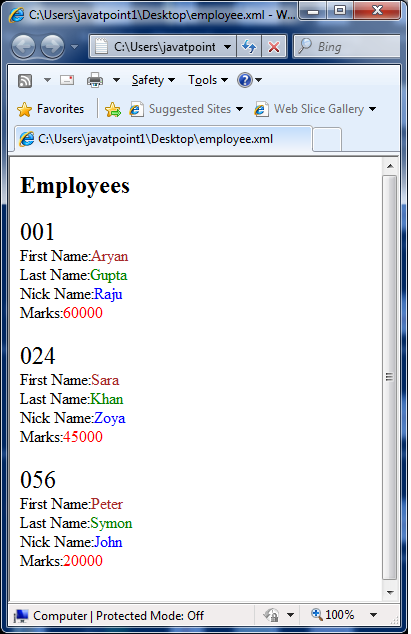 C:\Users\javatpoint1\Desktop\employee.xml - W...
C:\Users\javatpoint
Bing
Safety
Tools
Favorites
Suggested Sites
Web Slice Gallery
C:\Users\javatpoint1\Desktop\employee.xml
Employees
001
First Name:Aryan
Last Name:Gupta
Nick Name:Raju
Marks:60000
024
First Name:Sara
Last Name:Khan
Nick Name:Zoya
Marks:45000
056
First Name:Peter
Last Name:Symon
Nick Name:John
Marks:20000
Computer | Protected Mode: Off
100%